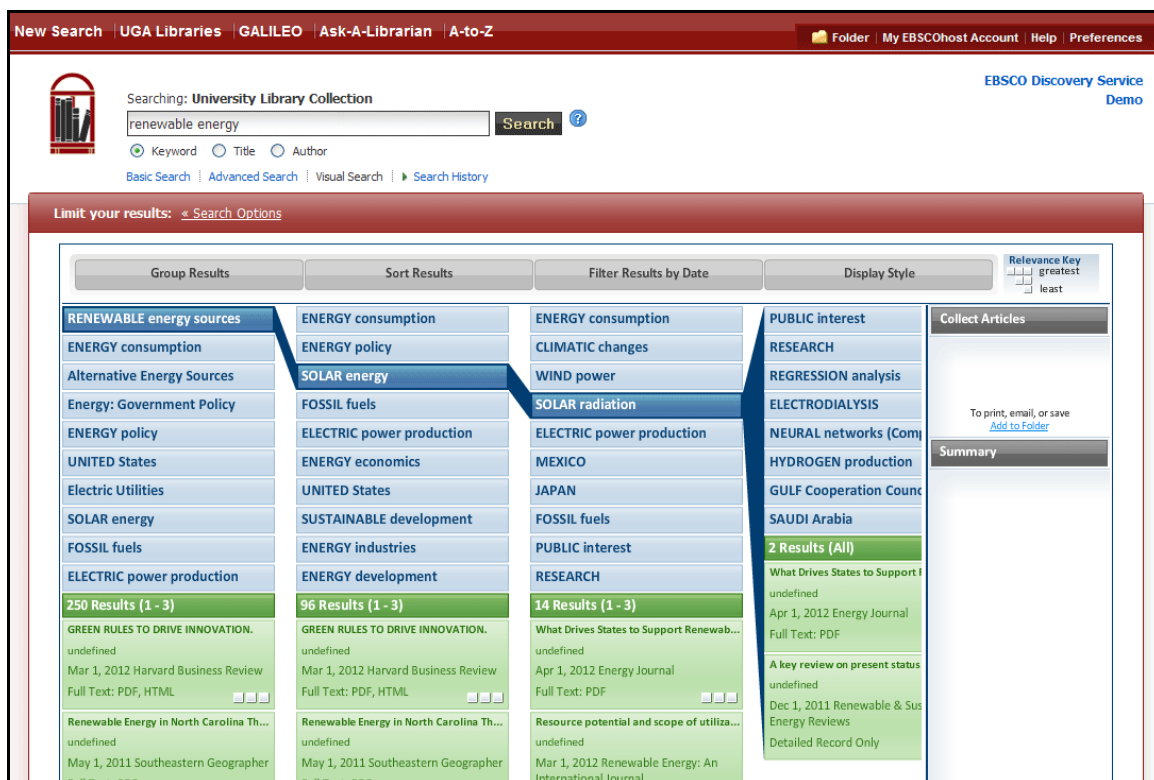 New Search UGA Libraries GALILEO Ask-A-Librarian A-to-Z
Folder My EBSCOhost Account Help Preferences
EBSCO Discovery Service
Demo
Searching: University Library Collection
renewable energy
Search
?
Keyword Title Author
Basic Search Advanced Search Visual Search Search History
Limit your results: « Search Options
Group Results Sort Results Filter Results by Date Display Style
Relevance Key
greatest
least
RENEWABLE energy sources
ENERGY consumption
Alternative Energy Sources
Energy: Government Policy
ENERGY policy
UNITED States
Electric Utilities
SOLAR energy
FOSSIL fuels
ELECTRIC power production
250 Results (1 - 3)
GREEN RULES TO DRIVE INNOVATION.
undefined
Mar 1, 2012 Harvard Business Review
Full Text: PDF, HTML
Renewable Energy in North Carolina Th...
undefined
May 1, 2011 Southeastern Geographer
ENERGY consumption
ENERGY policy
SOLAR energy
FOSSIL fuels
ELECTRIC power production
ENERGY economics
UNITED States
SUSTAINABLE development
ENERGY industries
ENERGY development
96 Results (1 - 3)
GREEN RULES TO DRIVE INNOVATION.
undefined
Mar 1, 2012 Harvard Business Review
Full Text: PDF, HTML
Renewable Energy in North Carolina Th...
undefined
May 1, 2011 Southeastern Geographer
ENERGY consumption
CLIMATIC changes
WIND power
SOLAR radiation
ELECTRIC power production
MEXICO
JAPAN
FOSSIL fuels
PUBLIC interest
RESEARCH
14 Results (1 - 3)
What Drives States to Support Renewab...
undefined
Apr 1, 2012 Energy Journal
Full Text: PDF
Resource potential and scope of utiliza...
undefined
Mar 1, 2012 Renewable Energy: An
International Journal
PUBLIC interest
RESEARCH
REGRESSION analysis
ELECTRODIALYSIS
NEURAL networks (Comp
HYDROGEN production
GULF Cooperation Counc
SAUDI Arabia
2 Results (All)
What Drives States to Support R
undefined
Apr 1, 2012 Energy Journal
Full Text: PDF
A key review on present status
undefined
Dec 1, 2011 Renewable & Sus
Energy Reviews
Detailed Record Only
Collect Articles
To print, email, or save
Add to Folder
Summary